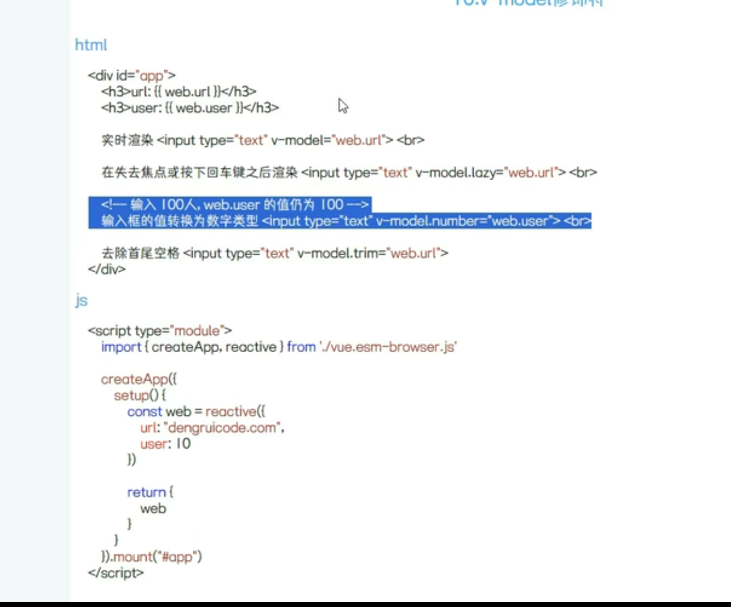 10.v-model修饰符
html
<div id="app">
<h3>url: {{ web.url }}</h3>
<h3>user: {{ web.user }}</h3>
实时渲染 <input type="text" v-model="web.url"> <br>
在失去焦点或按下回车键之后渲染 <input type="text" v-model.lazy="web.url"> <br>
<!-- 输入 100人, web.user 的值仍为 100 -->
输入框的值转换为数字类型 <input type="text" v-model.number="web.user"> <br>
去除首尾空格 <input type="text" v-model.trim="web.url">
</div>
js
<script type="module">
import { createApp, reactive } from './vue.esm-browser.js'
createApp({
setup() {
const web = reactive({
url: "dengruicode.com",
user: 10
})
return {
web
}
}
}).mount("#app")
</script>